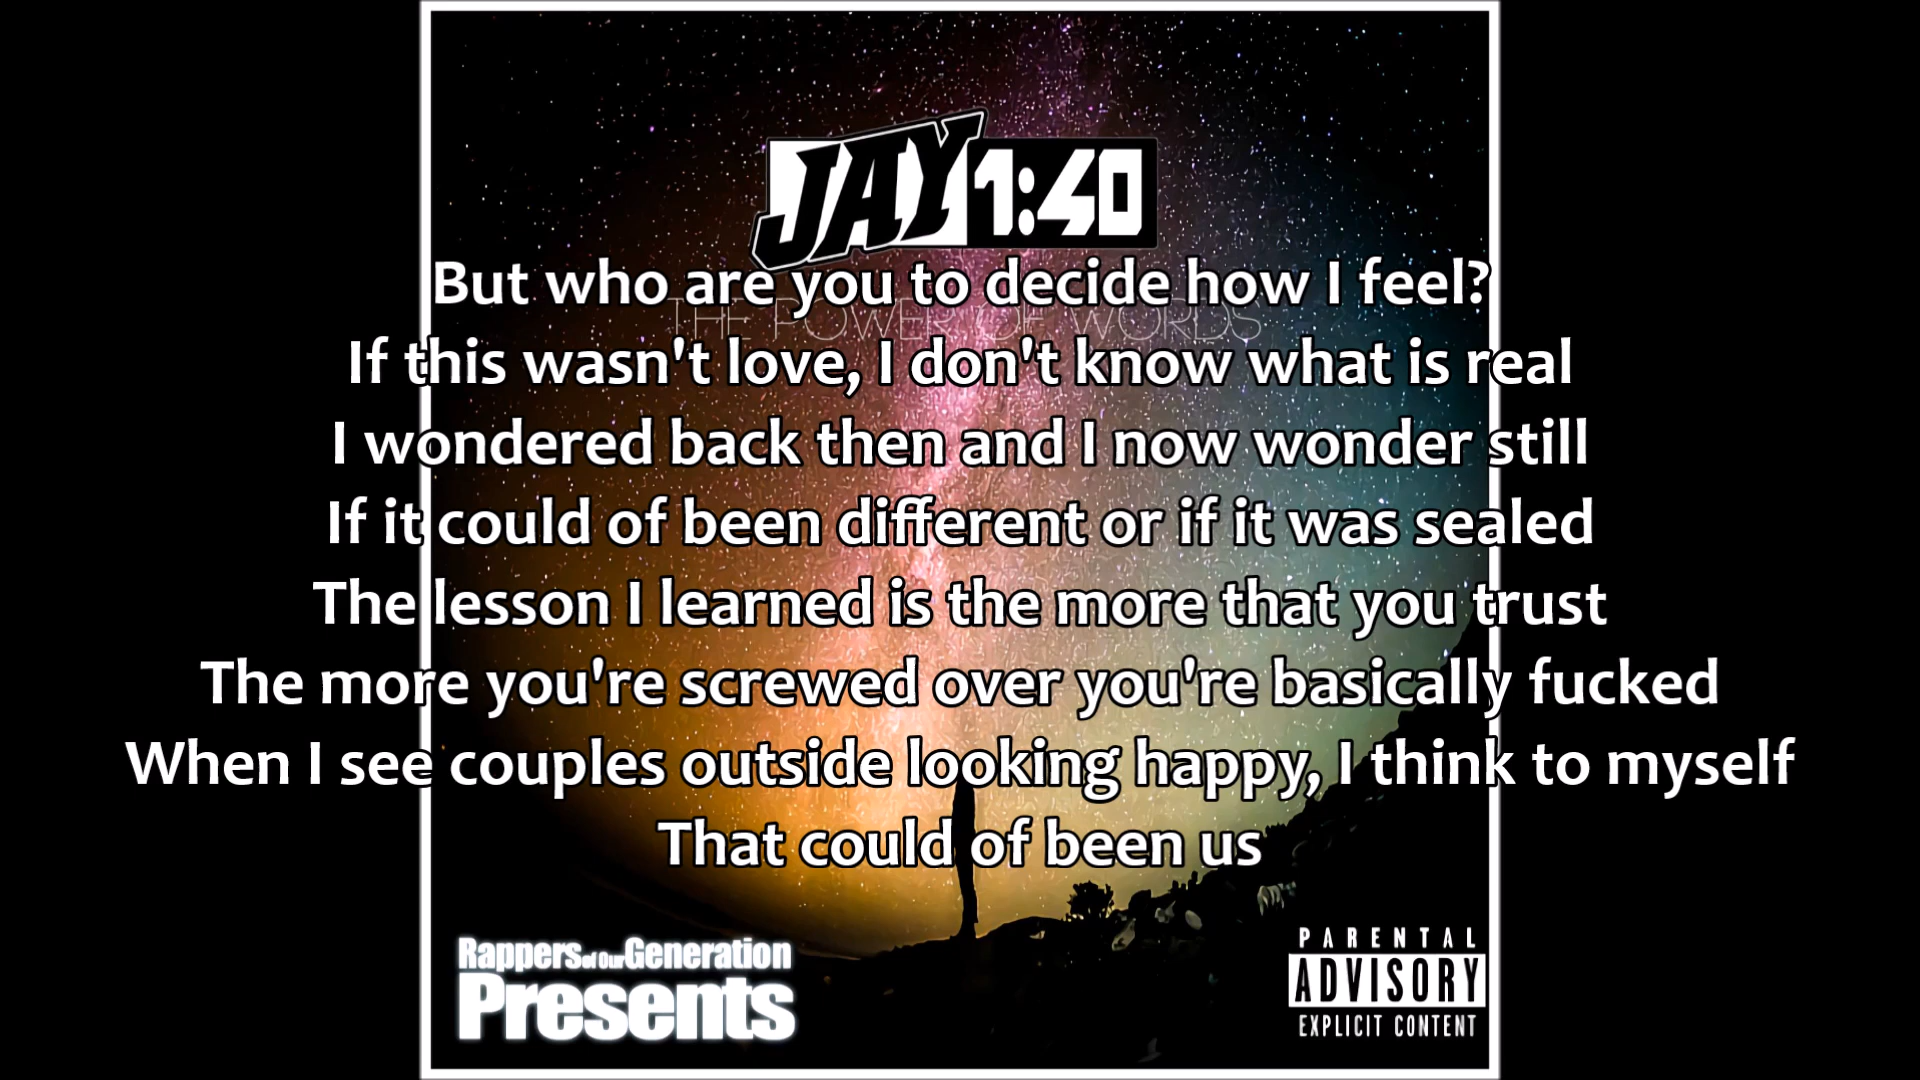 JAY 1:40
THE POWER OF WORDS
But who are you to decide how I feel?
If this wasn't love, I don't know what is real
I wondered back then and I now wonder still
If it could of been different or if it was sealed
The lesson I learned is the more that you trust
The more you're screwed over you're basically fucked
When I see couples outside looking happy, I think to myself
That could of been us
Rappers of Our Generation
Presents
PARENTAL
ADVISORY
EXPLICIT CONTENT